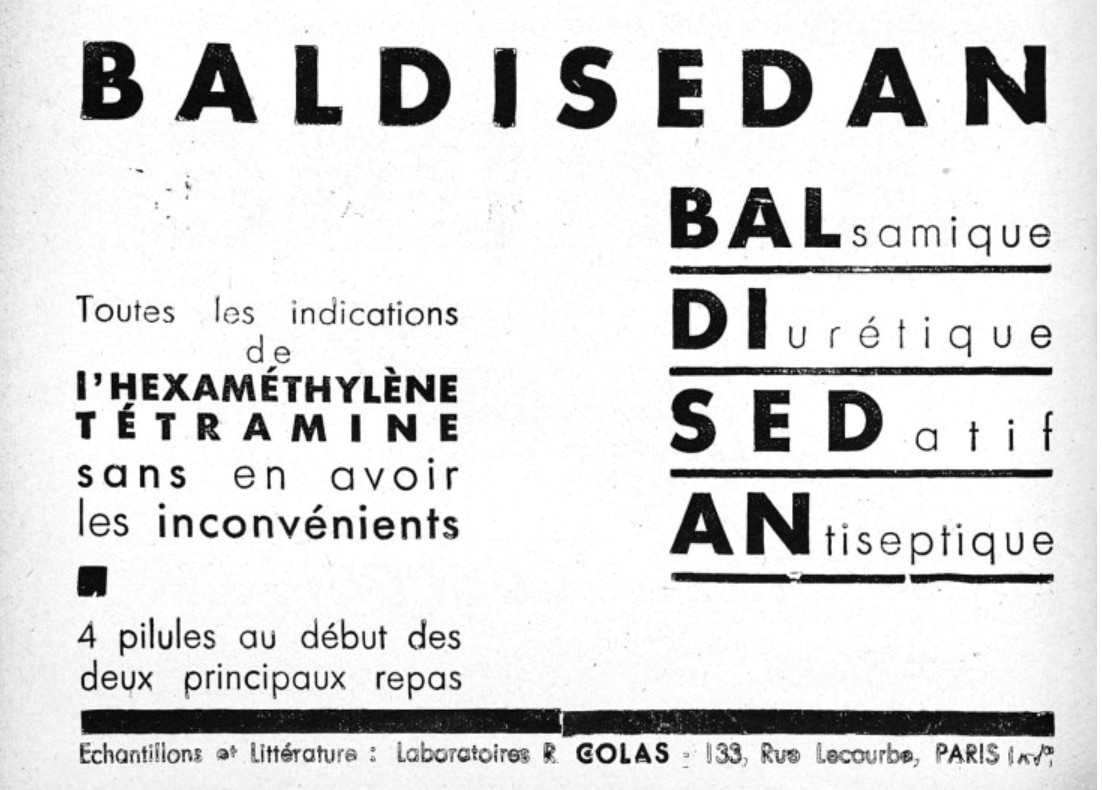 BALDISEDAN
Toutes les indications
de
l'HEXAMÉTHYLÈNE
TÉTRAMINE
sans en avoir
les inconvénients
4 pilules au début des
deux principaux repas
BALsamique
DIurétique
SEDatif
ANtiseptique
Echantillons et Littérature : Laboratoires R. COLAS - 133, Rue Lecourbe, PARIS